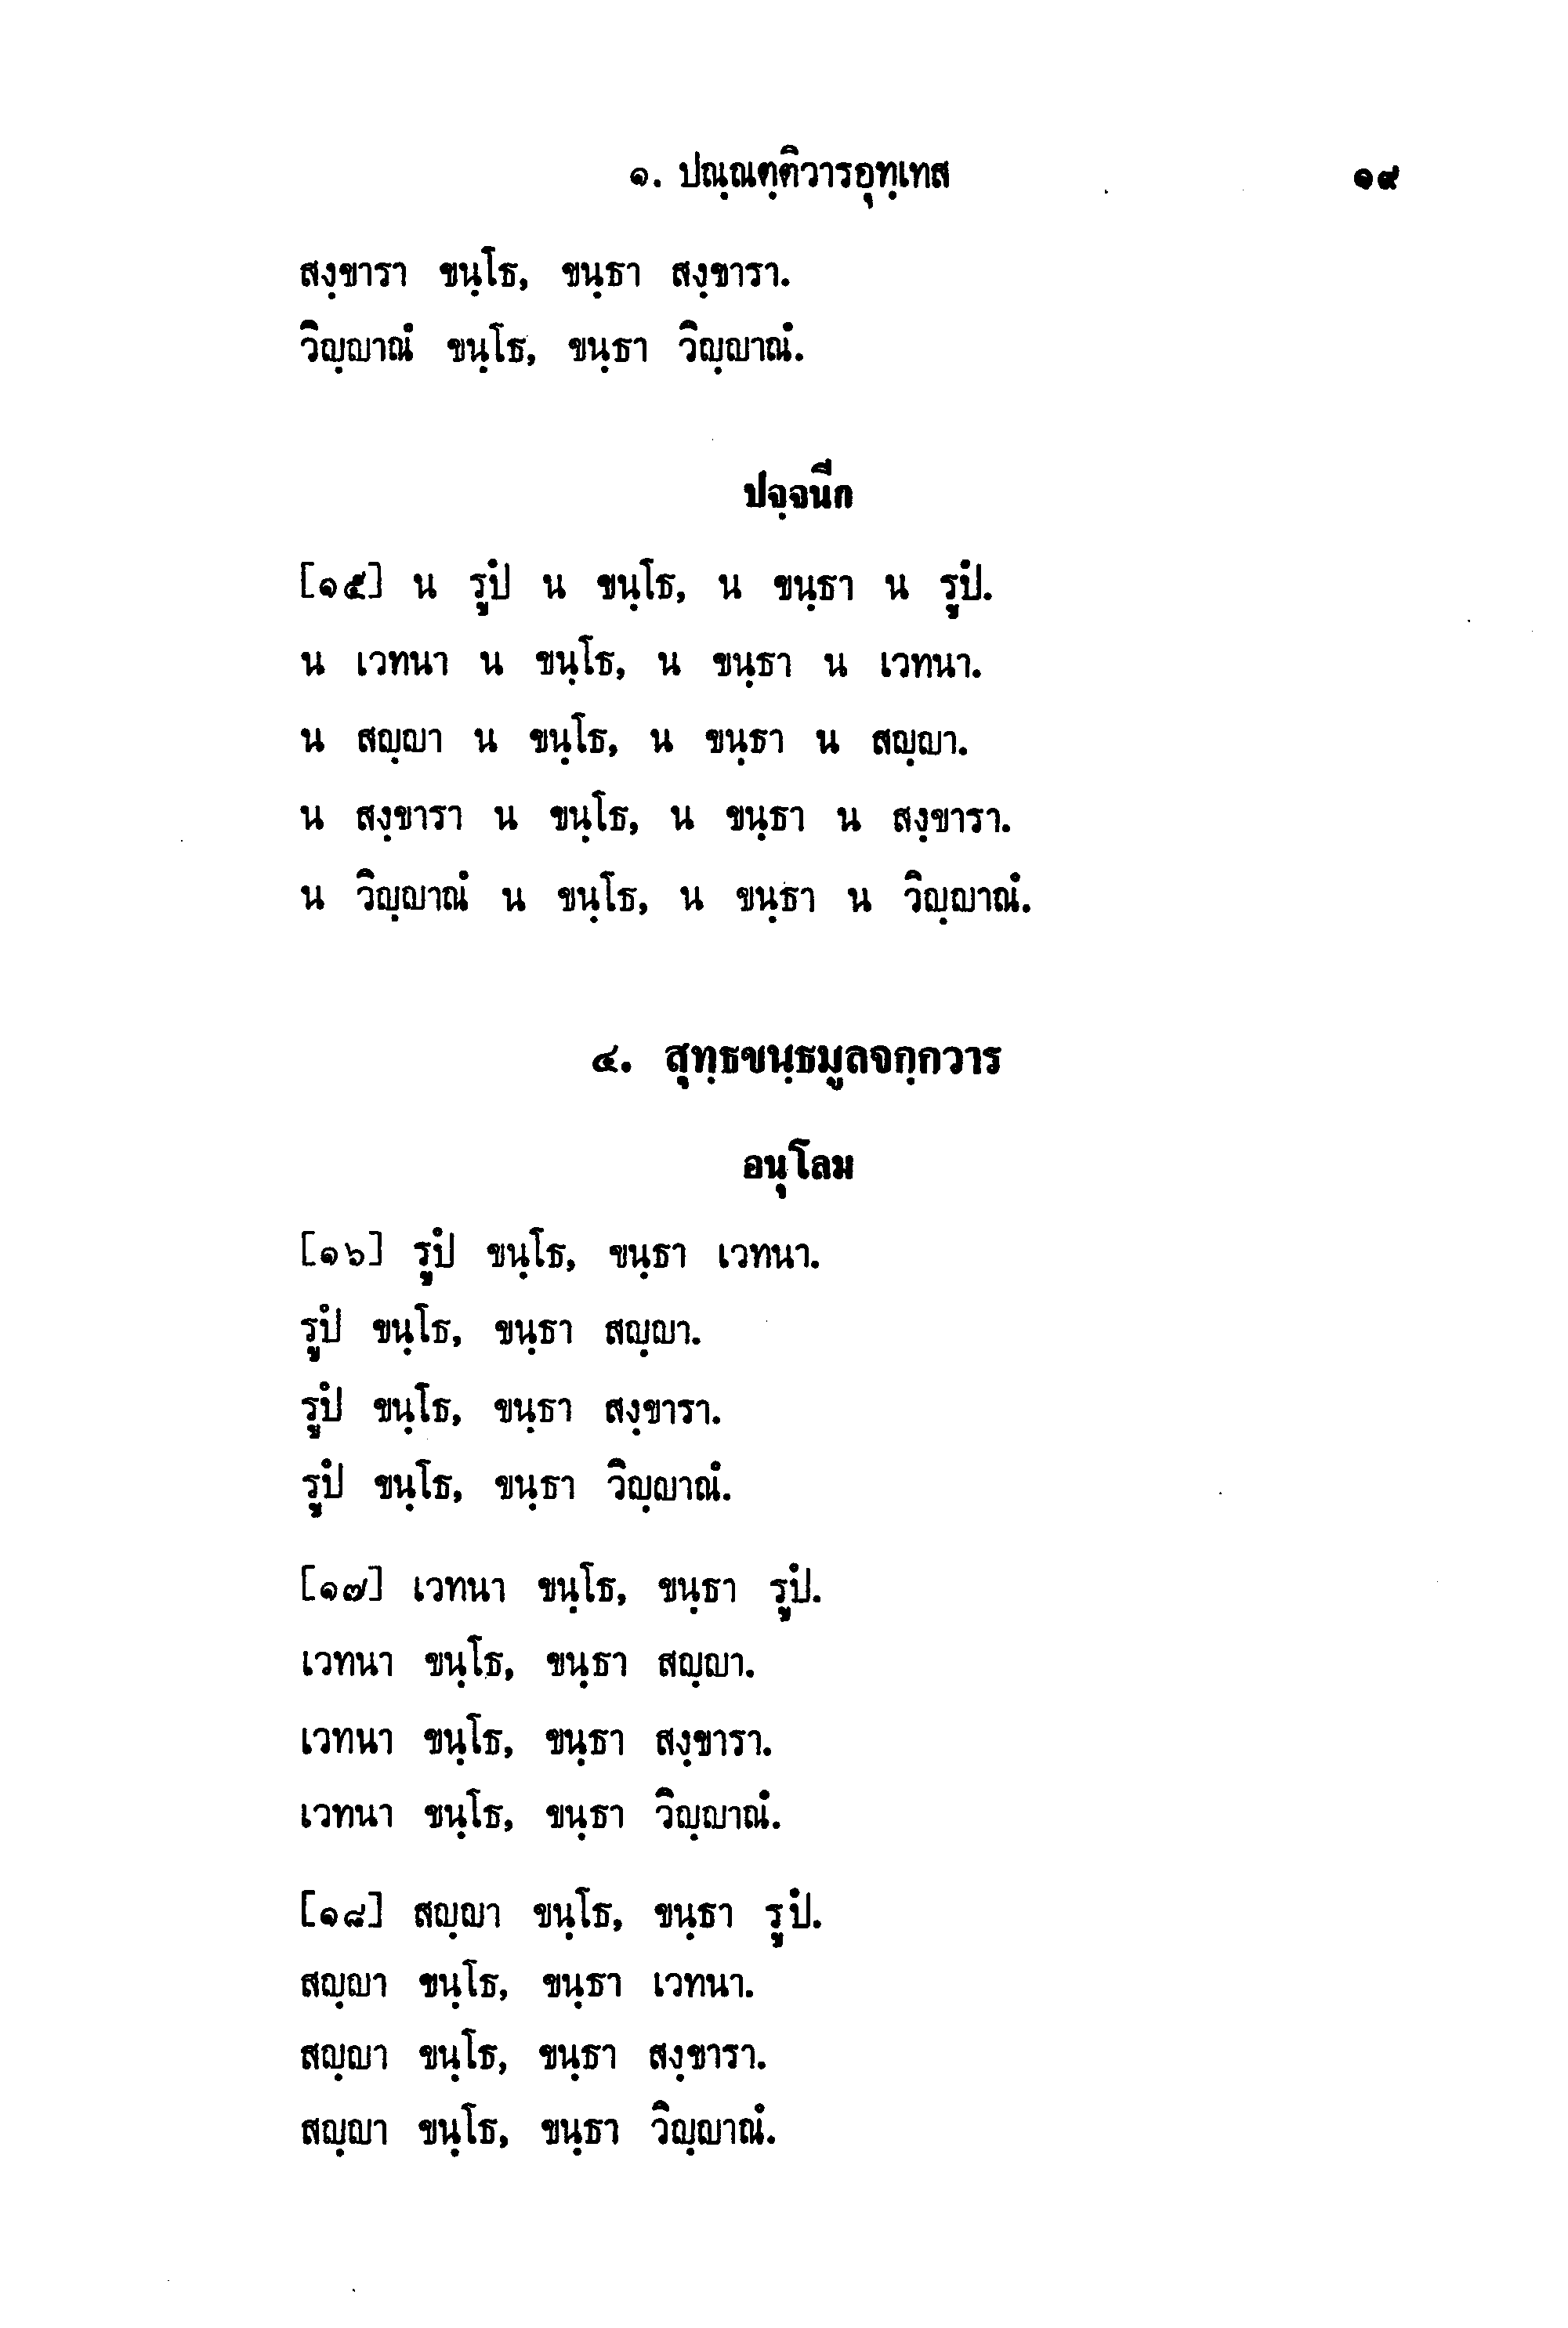 ๑. ปณฺณตฺติวารอุทฺเทส ๑๙
สงฺขารา ขนฺโธ, ขนฺธา สงฺขารา.
วิญฺญาณํ ขนฺโธ, ขนฺธา วิญฺญาณํ.
ปจฺจนีก
[๑๕] น รูปํ น ขนฺโธ, น ขนฺธา น รูปํ.
น เวทนา น ขนฺโธ, น ขนฺธา น เวทนา.
น สญฺญา น ขนฺโธ, น ขนฺธา น สญฺญา.
น สงฺขารา น ขนฺโธ, น ขนฺธา น สงฺขารา.
น วิญฺญาณํ น ขนฺโธ, น ขนฺธา น วิญฺญาณํ.
๔. สุทฺธขนฺธมูลจกฺกวาร
อนุโลม
[๑๖] รูปํ ขนฺโธ, ขนฺธา เวทนา.
รูปํ ขนฺโธ, ขนฺธา สญฺญา.
รูปํ ขนฺโธ, ขนฺธา สงฺขารา.
รูปํ ขนฺโธ, ขนฺธา วิญฺญาณํ.
[๑๗] เวทนา ขนฺโธ, ขนฺธา รูปํ.
เวทนา ขนฺโธ, ขนฺธา สญฺญา.
เวทนา ขนฺโธ, ขนฺธา สงฺขารา.
เวทนา ขนฺโธ, ขนฺธา วิญฺญาณํ.
[๑๘] สญฺญา ขนฺโธ, ขนฺธา รูปํ.
สญฺญา ขนฺโธ, ขนฺธา เวทนา.
สญฺญา ขนฺโธ, ขนฺธา สงฺขารา.
สญฺญา ขนฺโธ, ขนฺธา วิญฺญาณํ.